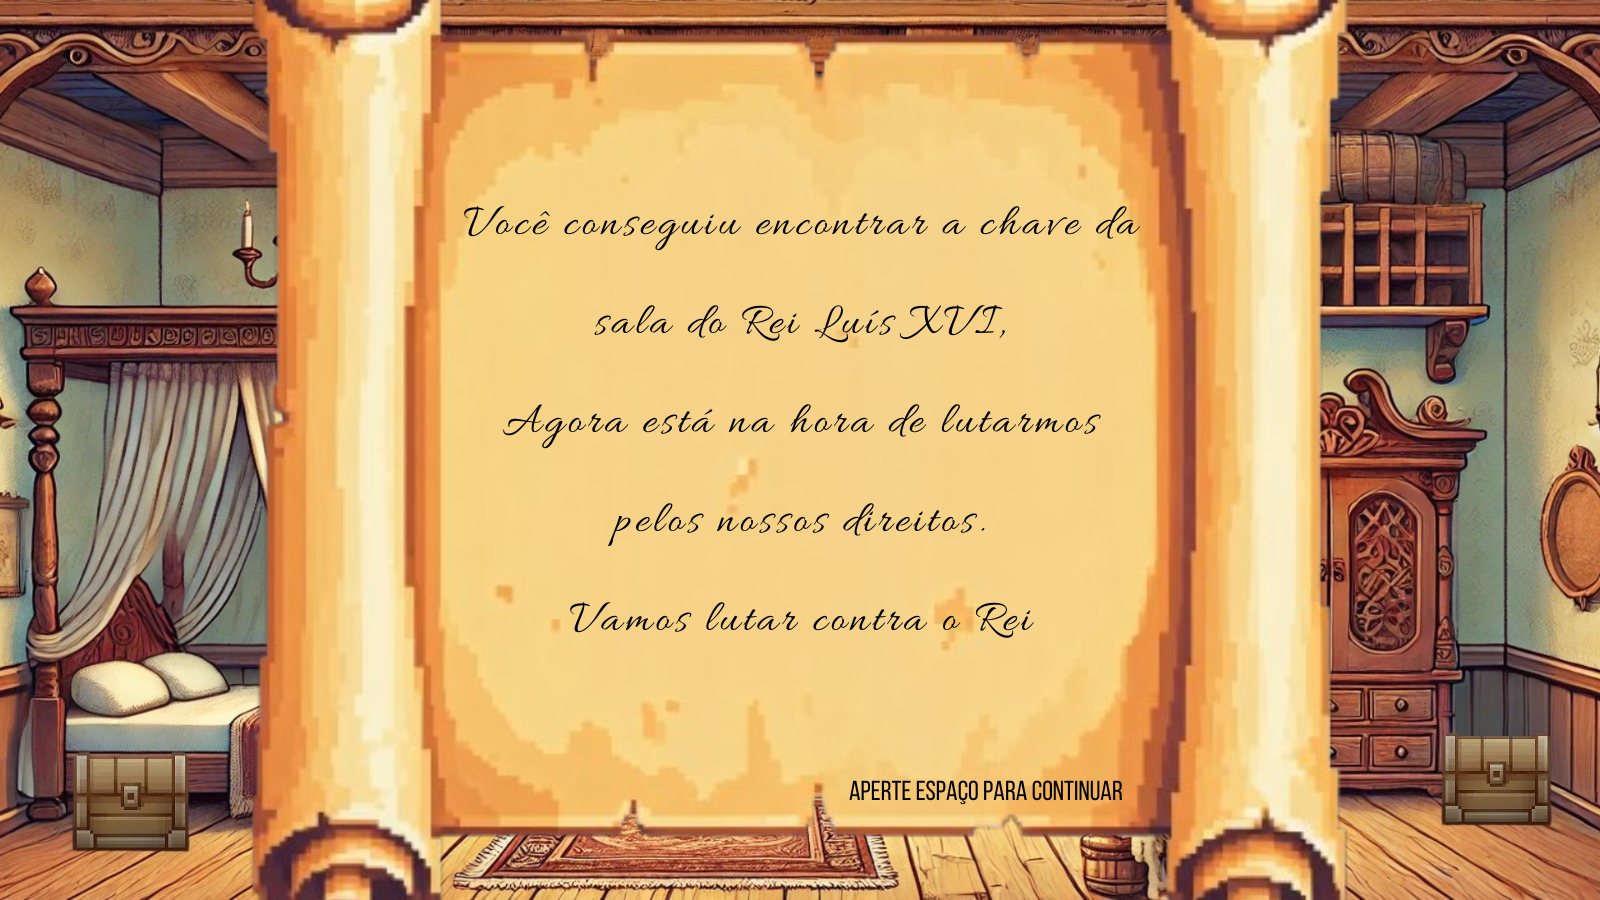 Você conseguiu encontrar a chave da
sala do Rei Luís XVI,
Agora está na hora de lutarmos
pelos nossos direitos.
Vamos lutar contra o Rei
APERTE ESPAÇO PARA CONTINUAR